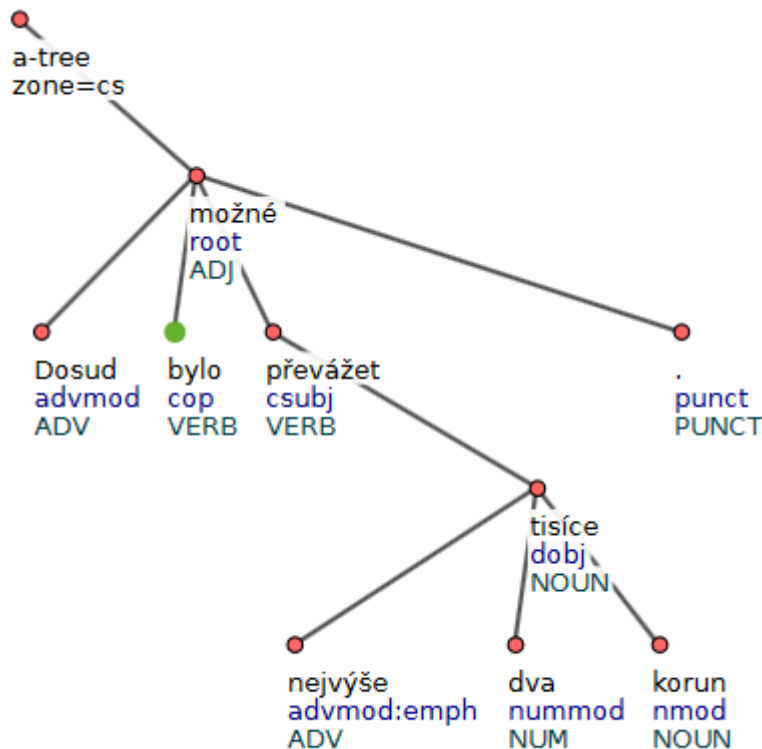 a-tree
zone=cs
možné
root
ADJ
Dosud bylo převážet .
advmod cop csubj punct
ADV VERB VERB PUNCT
tisíce
dobj
NOUN
nejvýše dva korun
advmod:emph nummod nmod
ADV NUM NOUN